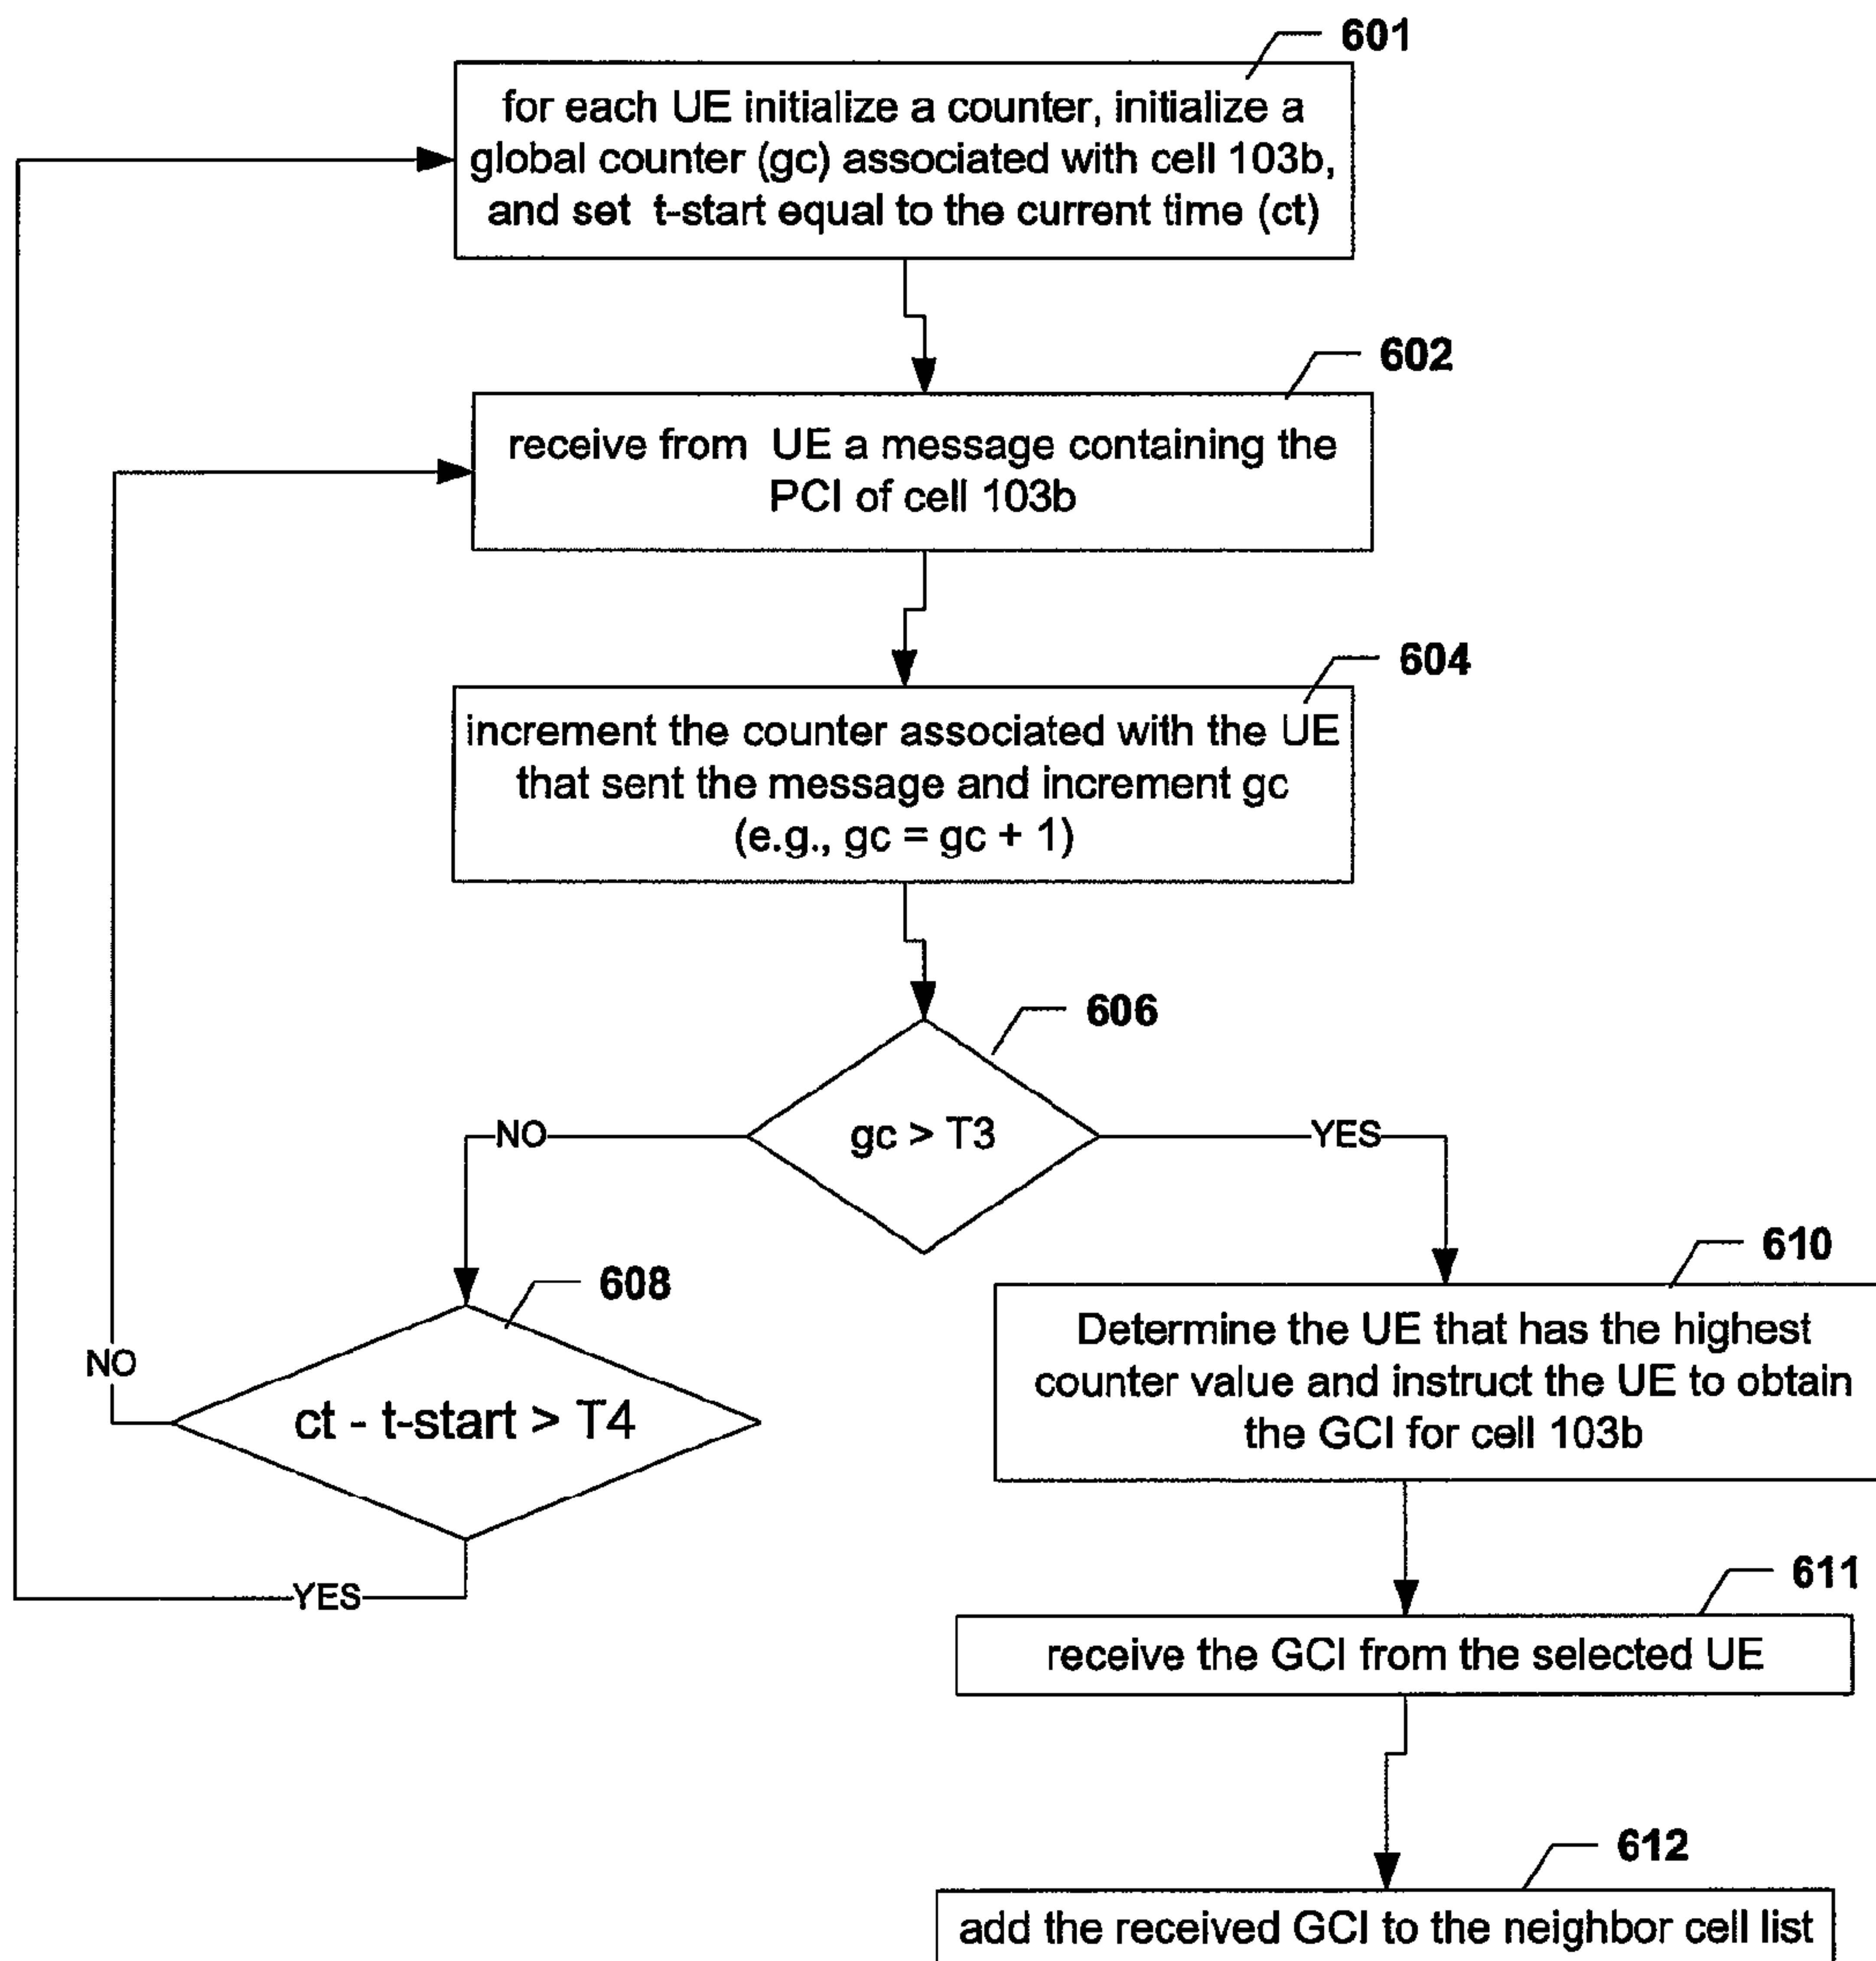 601
for each UE initialize a counter, initialize a
global counter (gc) associated with cell 103b,
and set t-start equal to the current time (ct)
602
receive from UE a message containing the
PCI of cell 103b
604
increment the counter associated with the UE
that sent the message and increment gc
(e.g., gc = gc + 1)
606
gc > T3
NO
YES
608
ct - t-start > T4
NO
YES
610
Determine the UE that has the highest
counter value and instruct the UE to obtain
the GCI for cell 103b
611
receive the GCI from the selected UE
612
add the received GCI to the neighbor cell list